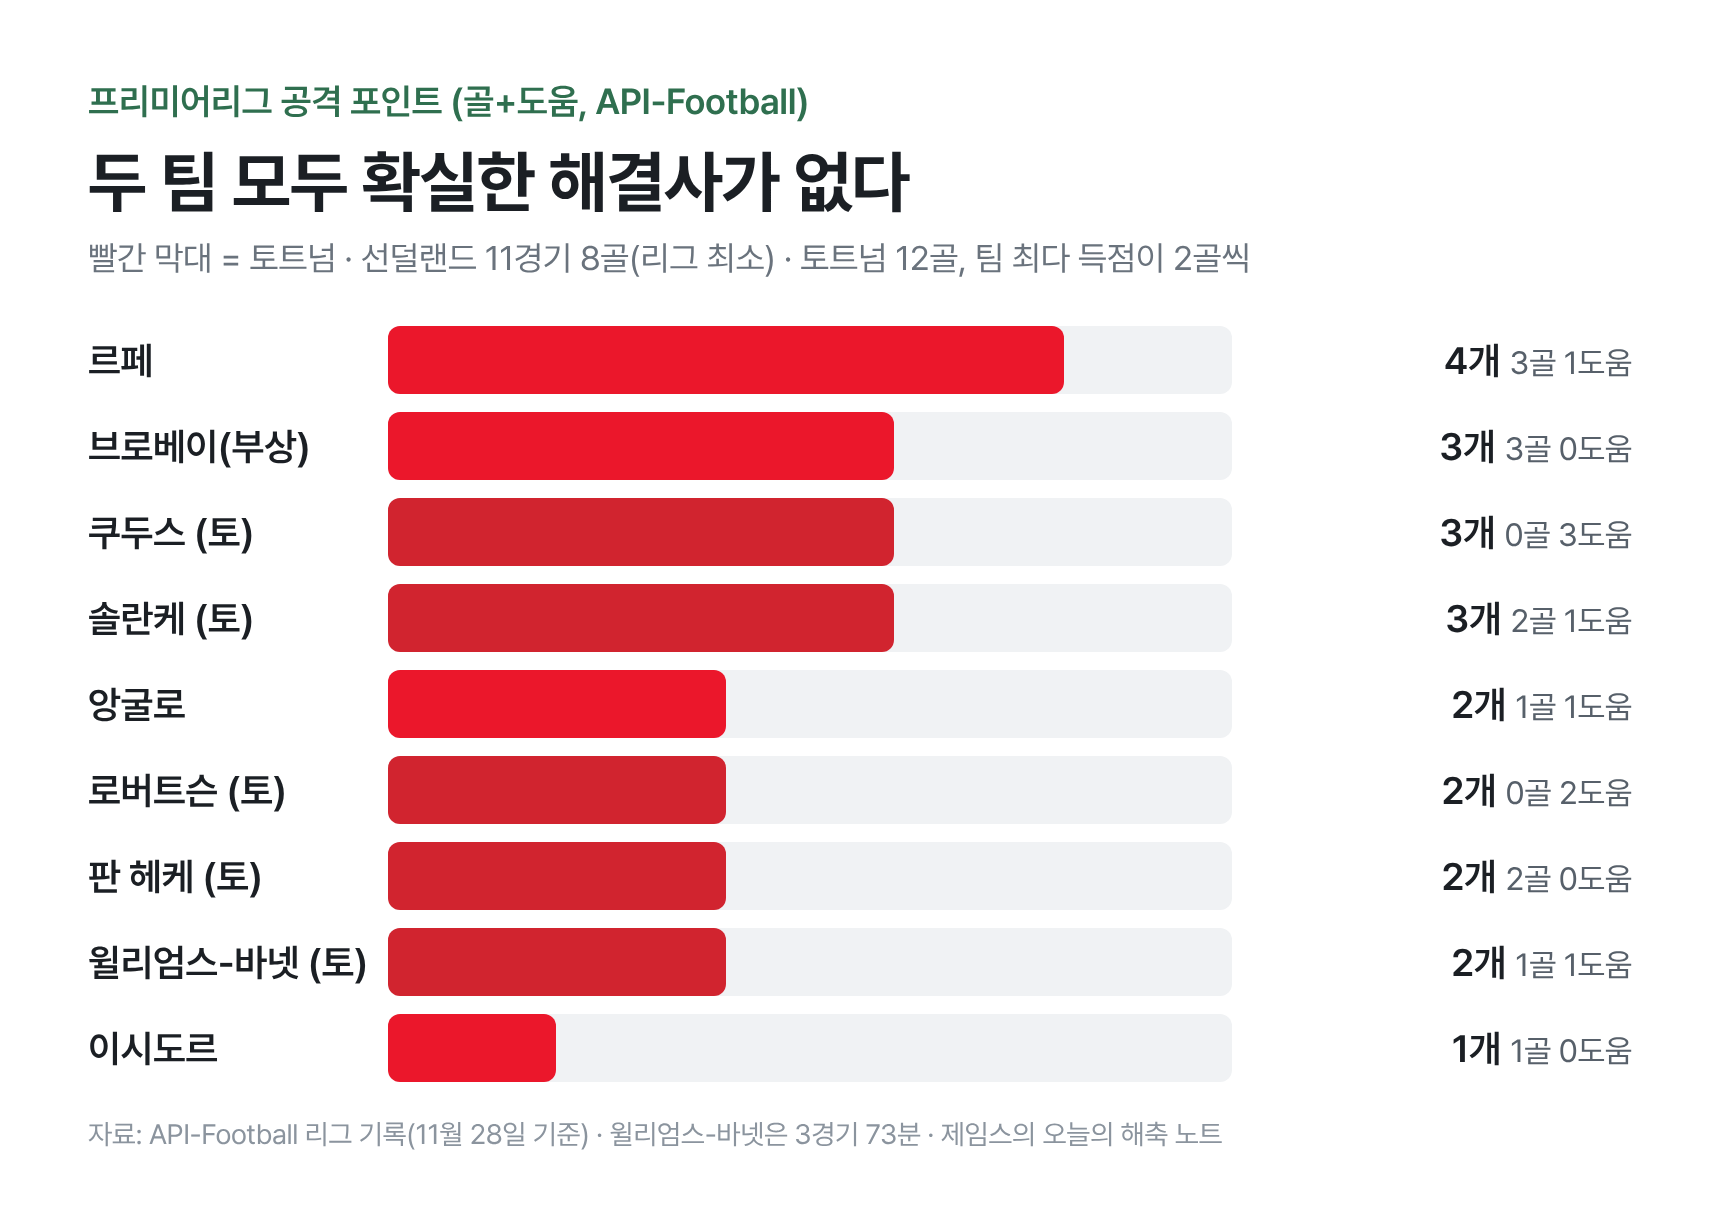 프리미어리그 공격 포인트 (골+도움, API-Football)
두 팀 모두 확실한 해결사가 없다
빨간 막대 = 토트넘 · 선덜랜드 11경기 8골(리그 최소) · 토트넘 12골, 팀 최다 득점이 2골씩
르페 4개 3골 1도움
브로베이(부상) 3개 3골 0도움
쿠두스 (토) 3개 0골 3도움
솔란케 (토) 3개 2골 1도움
앙굴로 2개 1골 1도움
로버트슨 (토) 2개 0골 2도움
판 헤케 (토) 2개 2골 0도움
윌리엄스-바넷 (토) 2개 1골 1도움
이시도르 1개 1골 0도움
자료: API-Football 리그 기록(11월 28일 기준) · 윌리엄스-바넷은 3경기 73분 · 제임스의 오늘의 해축 노트